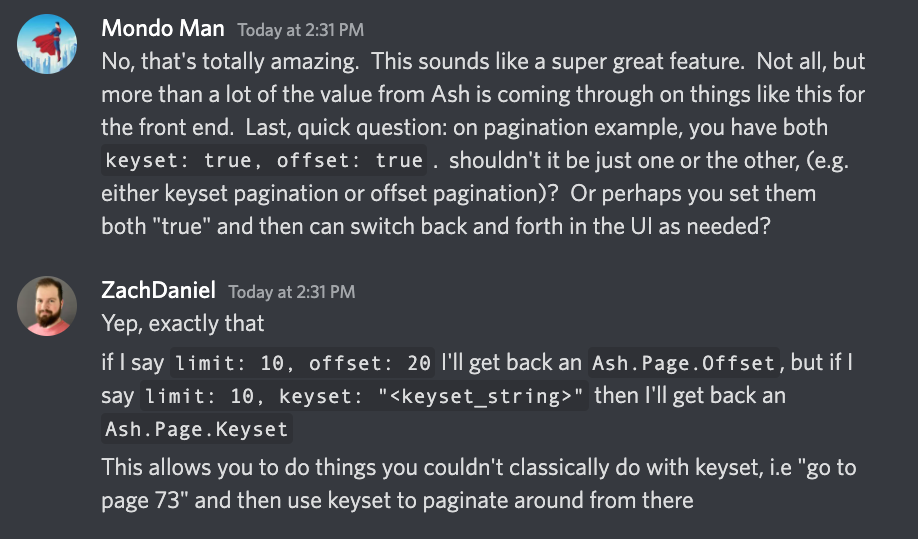 Mondo Man Today at 2:31 PM
No, that's totally amazing. This sounds like a super great feature. Not all, but
more than a lot of the value from Ash is coming through on things like this for
the front end. Last, quick question: on pagination example, you have both
keyset: true, offset: true . shouldn't it be just one or the other, (e.g.
either keyset pagination or offset pagination)? Or perhaps you set them
both "true" and then can switch back and forth in the UI as needed?
ZachDaniel Today at 2:31 PM
Yep, exactly that
if I say limit: 10, offset: 20 I'll get back an Ash.Page.Offset, but if I
say limit: 10, keyset: "<keyset_string>" then I'll get back an
Ash.Page.Keyset
This allows you to do things you couldn't classically do with keyset, i.e "go to
page 73" and then use keyset to paginate around from there